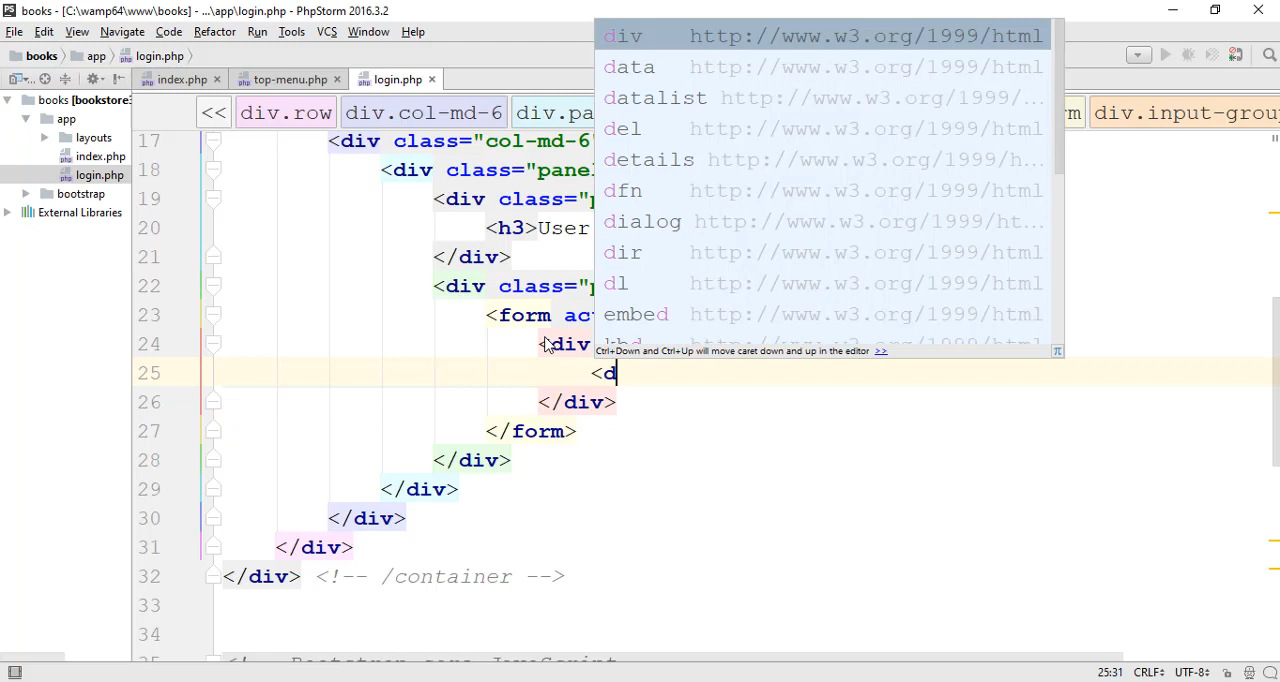 books - [C:\wamp64\www\books] - ...\app\login.php - PhpStorm 2016.3.2
File Edit View Navigate Code Refactor Run Tools VCS Window Help
books app login.php
index.php top-menu.php login.php
books [bookstore
app
layouts
index.php
login.php
bootstrap
External Libraries
<< div.row div.col-md-6 div.pa rm div.input-group
17 <div class="col-md-6"
18 <div class="panel
19 <div class="p
20 <h3>User
21 </div>
22 <div class="p
23 <form act
24 <div
25 <d
26 </div>
27 </form>
28 </div>
29 </div>
30 </div>
31 </div>
32 </div> <!-- /container -->
33
34
div http://www.w3.org/1999/html
data http://www.w3.org/1999/html
datalist http://www.w3.org/1999/...
del http://www.w3.org/1999/html
details http://www.w3.org/1999/h...
dfn http://www.w3.org/1999/html
dialog http://www.w3.org/1999/ht...
dir http://www.w3.org/1999/html
dl http://www.w3.org/1999/html
embed http://www.w3.org/1999/html
Ctrl+Down and Ctrl+Up will move caret down and up in the editor >> π
25:31 CRLF÷ UTF-8÷